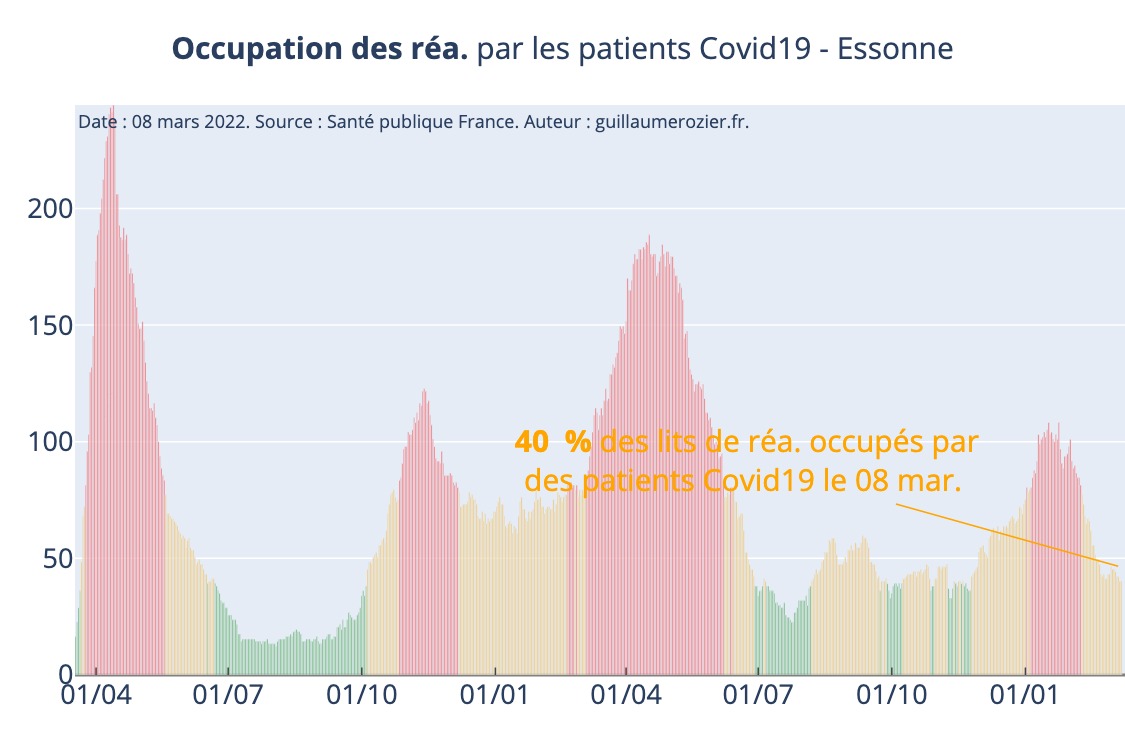 Occupation des réa. par les patients Covid19 - Essonne
Date : 08 mars 2022. Source : Santé publique France. Auteur : guillaumerozier.fr.
200
150
100
40 % des lits de réa. occupés par
des patients Covid19 le 08 mar.
50
0
01/04 01/07 01/10 01/01 01/04 01/07 01/10 01/01